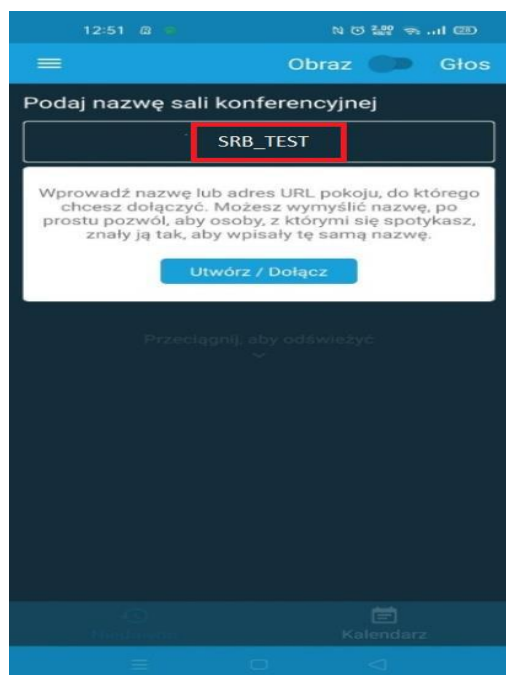 12:51
2,00
Obraz Głos
Podaj nazwę sali konferencyjnej
SRB_TEST
Wprowadź nazwę lub adres URL pokoju, do którego
chcesz dołączyć. Możesz wymyślić nazwę, po
prostu pozwól, aby osoby, z którymi się spotykasz,
znały ją tak, aby wpisały tę samą nazwę.
Utwórz / Dołącz
Przeciągnij, aby odświeżyć
Kalendarz